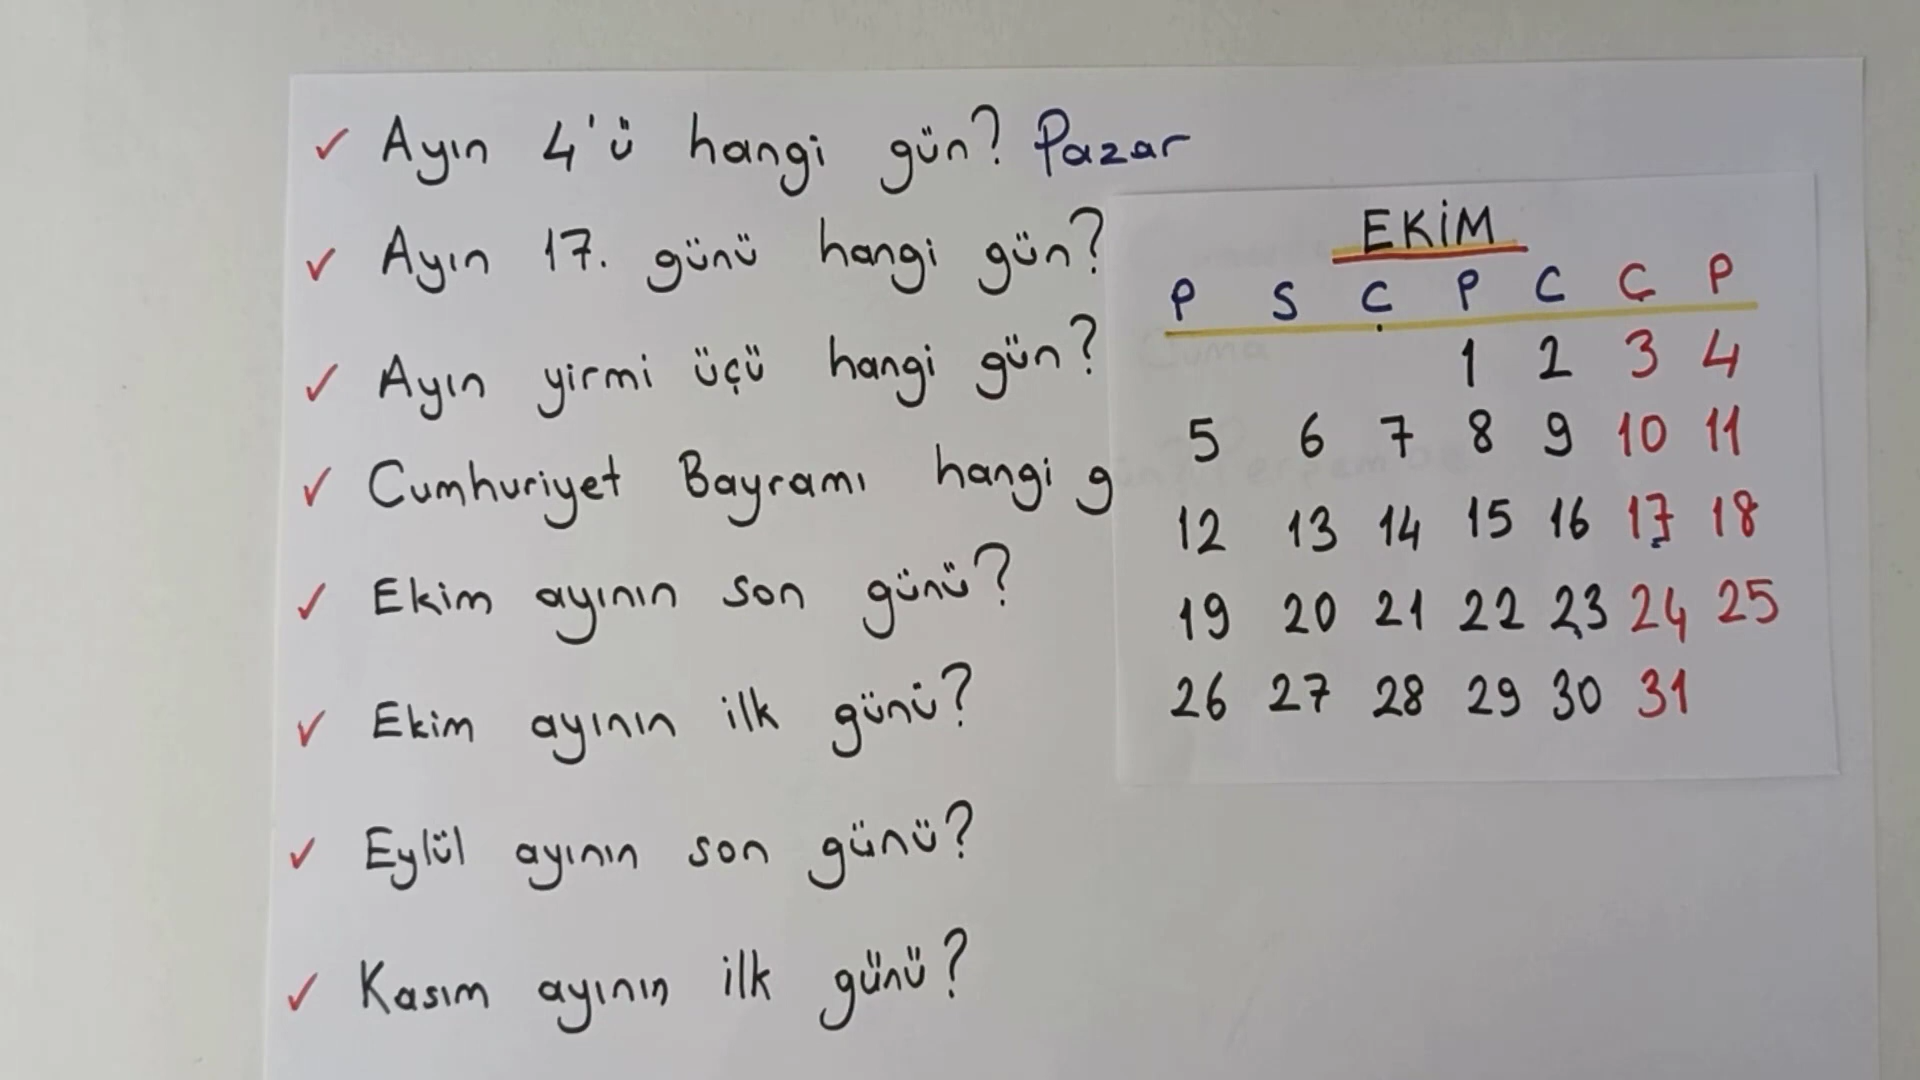 Ayın 4'ü hangi gün? Pazar
Ayın 17. günü hangi gün?
Ayın yirmi üçü hangi gün?
Cumhuriyet Bayramı hangi g
Ekim ayının son günü?
Ekim ayının ilk günü?
Eylül ayının son günü?
Kasım ayının ilk günü?
EKİM
P S Ç P C Ç P
1 2 3 4
5 6 7 8 9 10 11
12 13 14 15 16 17 18
19 20 21 22 23 24 25
26 27 28 29 30 31